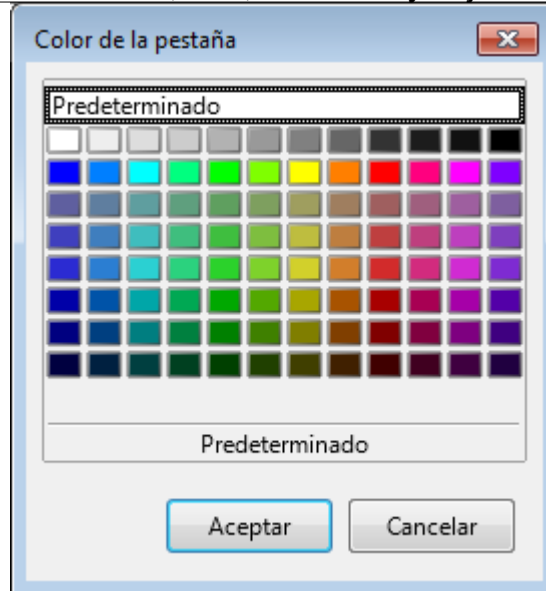 Color de la pestaña
Predeterminado
Predeterminado
Aceptar
Cancelar